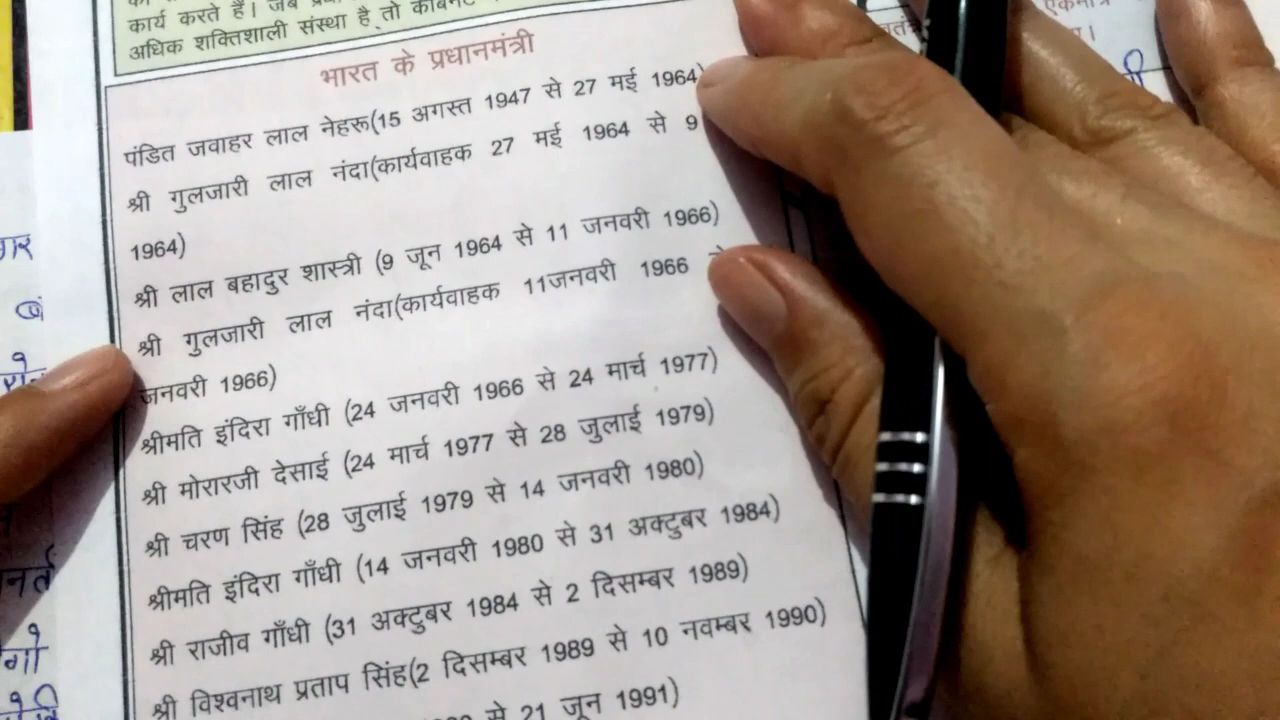 कार्य करते हैं। जब
अधिक शक्तिशाली संस्था है तो
भारत के प्रधानमंत्री
पंडित जवाहर लाल नेहरू(15 अगस्त 1947 से 27 मई 1964)
श्री गुलजारी लाल नंदा(कार्यवाहक 27 मई 1964 से 9
1964)
श्री लाल बहादुर शास्त्री (9 जून 1964 से 11 जनवरी 1966)
श्री गुलजारी लाल नंदा(कार्यवाहक 11जनवरी 1966
जनवरी 1966)
श्रीमति इंदिरा गाँधी (24 जनवरी 1966 से 24 मार्च 1977)
श्री मोरारजी देसाई (24 मार्च 1977 से 28 जुलाई 1979)
श्री चरण सिंह (28 जुलाई 1979 से 14 जनवरी 1980)
श्रीमति इंदिरा गाँधी (14 जनवरी 1980 से 31 अक्टुबर 1984)
श्री राजीव गाँधी (31 अक्टुबर 1984 से 2 दिसम्बर 1989)
श्री विश्वनाथ प्रताप सिंह(2 दिसम्बर 1989 से 10 नवम्बर 1990)
से 21 जून 1991)